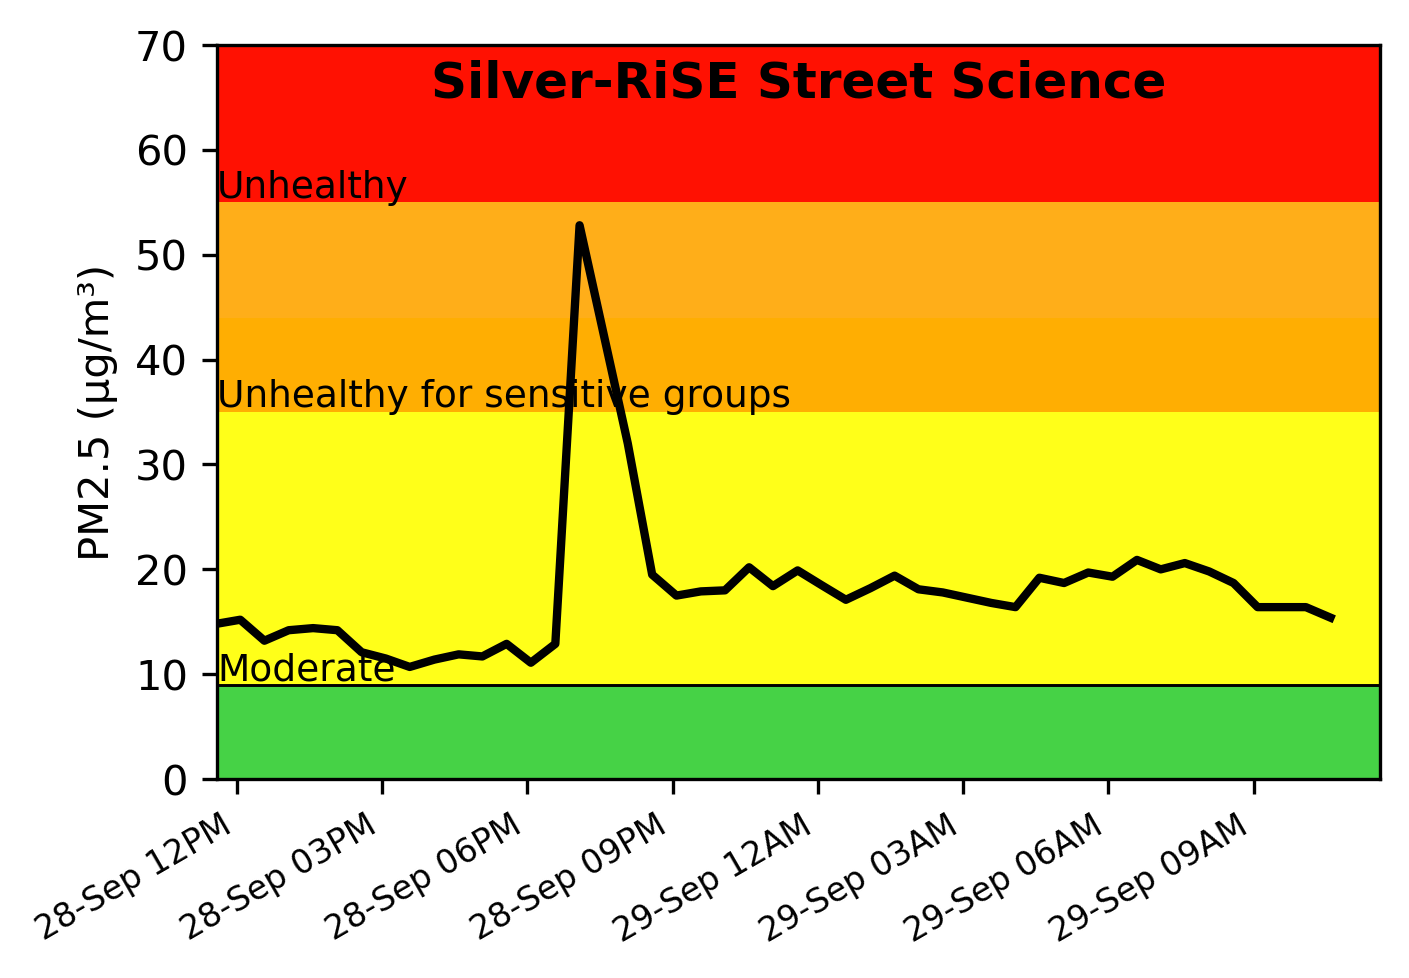 Silver-RiSE Street Science
70
60
50
40
30
20
10
0
PM2.5 (µg/m³)
Unhealthy
Unhealthy for sensitive groups
Moderate
28-Sep 12PM
28-Sep 03PM
28-Sep 06PM
28-Sep 09PM
29-Sep 12AM
29-Sep 03AM
29-Sep 06AM
29-Sep 09AM